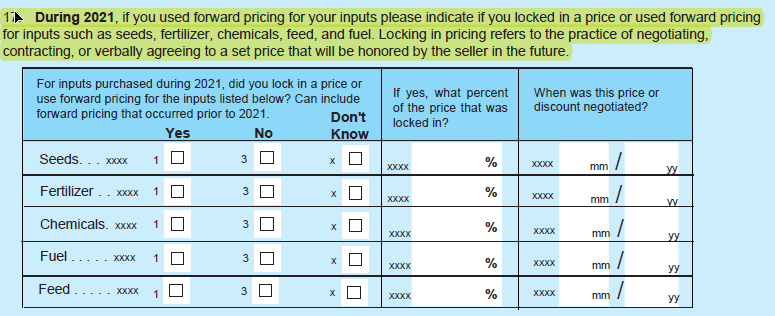 During 2021, if you used forward pricing for your inputs please indicate if you locked in a price or used forward pricing
for inputs such as seeds, fertilizer, chemicals, feed, and fuel. Locking in pricing refers to the practice of negotiating,
contracting, or verbally agreeing to a set price that will be honored by the seller in the future.
For inputs purchased during 2021, did you lock in a price or
use forward pricing for the inputs listed below? Can include
forward pricing that occurred prior to 2021.
Yes No Don't
Know
If yes, what percent
of the price that was
locked in?
When was this price or
discount negotiated?
Seeds. . . xxxx 1 3 x xxxx % xxxx mm / yy
Fertilizer . . xxxx 1 3 x xxxx % xxxx mm / yy
Chemicals. xxxx 1 3 x xxxx % xxxx mm / yy
Fuel . . . . . xxxx 1 3 x xxxx % xxxx mm / yy
Feed . . . . . xxxx 1 3 x xxxx % xxxx mm / yy